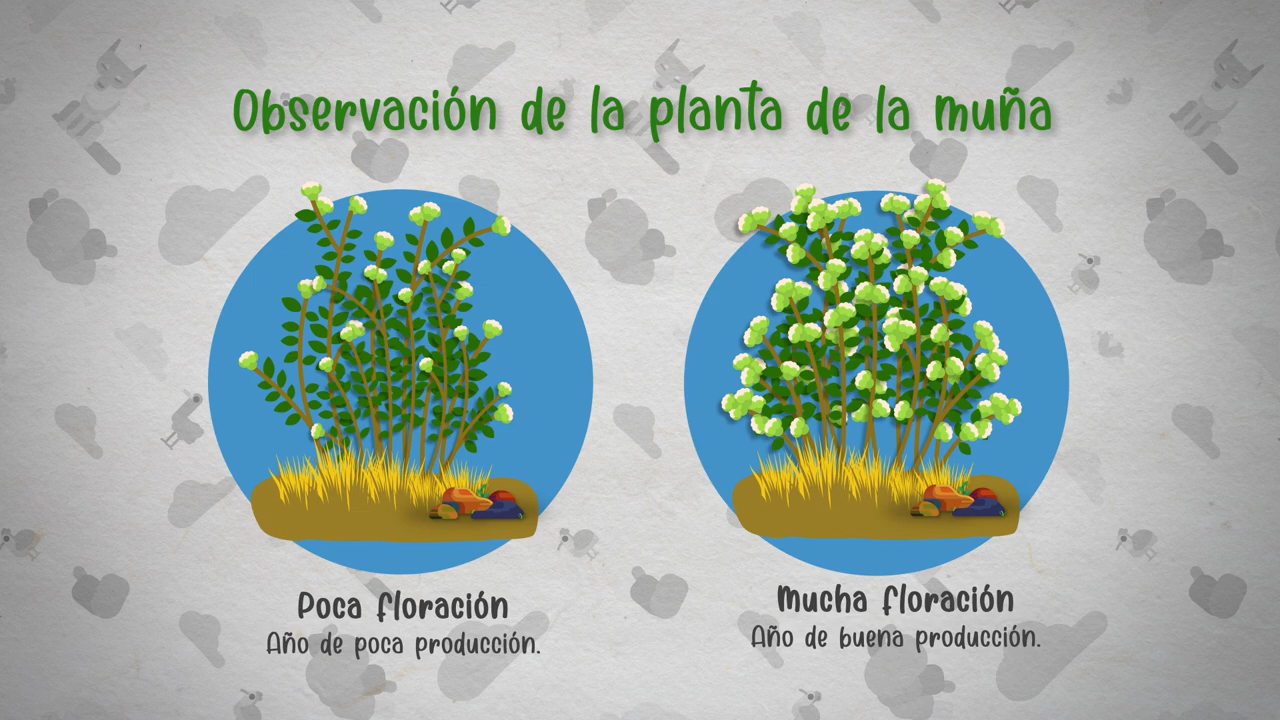 Observación de la planta de la muña
Poca floración
Año de poca producción.
Mucha floración
Año de buena producción.